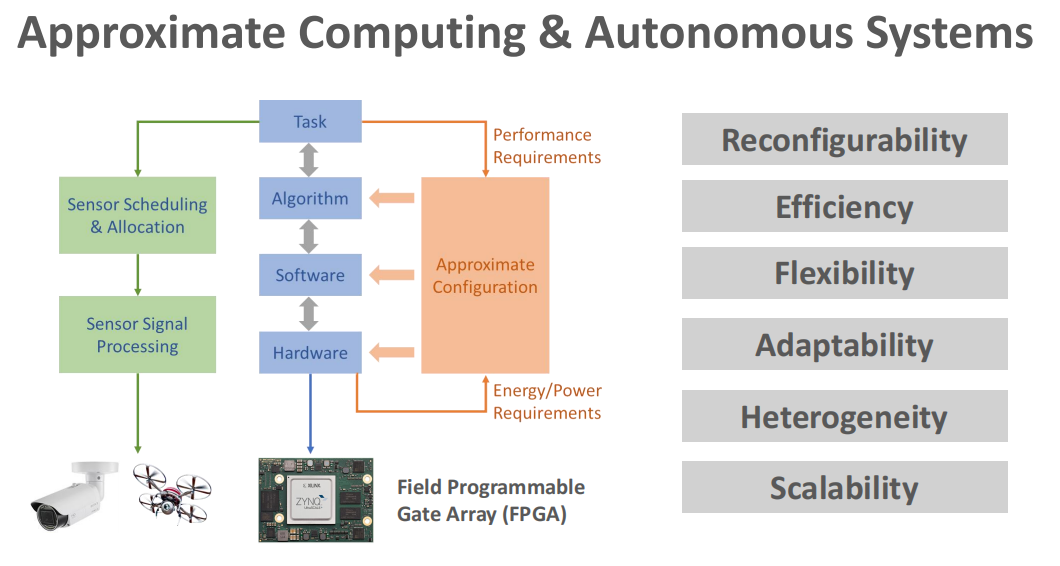 Approximate Computing & Autonomous Systems
Task
Performance
Requirements
Sensor Scheduling
& Allocation
Algorithm
Software
Approximate
Configuration
Sensor Signal
Processing
Hardware
Energy/Power
Requirements
XILINX
ZYNQ
Field Programmable
Gate Array (FPGA)
Reconfigurability
Efficiency
Flexibility
Adaptability
Heterogeneity
Scalability